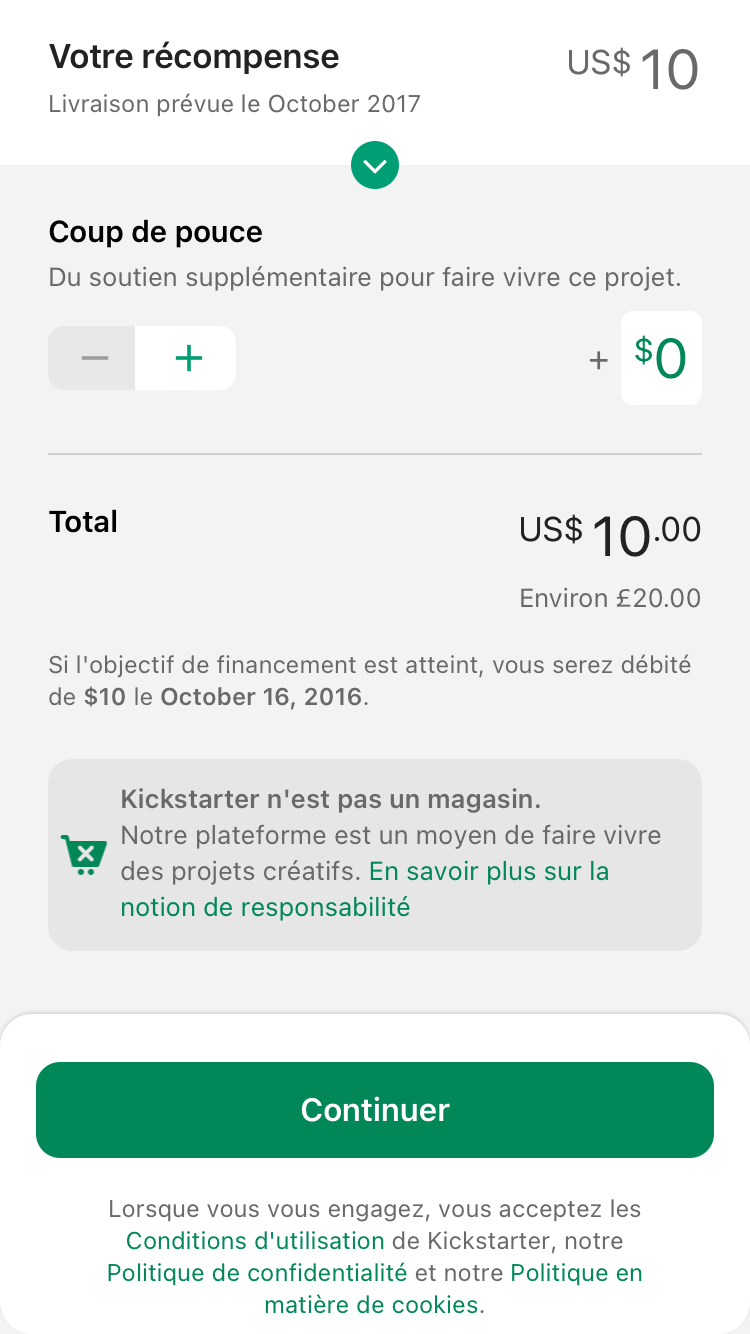 Votre récompense
US$ 10
Livraison prévue le October 2017
Coup de pouce
Du soutien supplémentaire pour faire vivre ce projet.
− + + $0
Total
US$ 10.00
Environ £20.00
Si l'objectif de financement est atteint, vous serez débité
de $10 le October 16, 2016.
Kickstarter n'est pas un magasin.
Notre plateforme est un moyen de faire vivre
des projets créatifs. En savoir plus sur la
notion de responsabilité
Continuer
Lorsque vous vous engagez, vous acceptez les
Conditions d'utilisation de Kickstarter, notre
Politique de confidentialité et notre Politique en
matière de cookies.